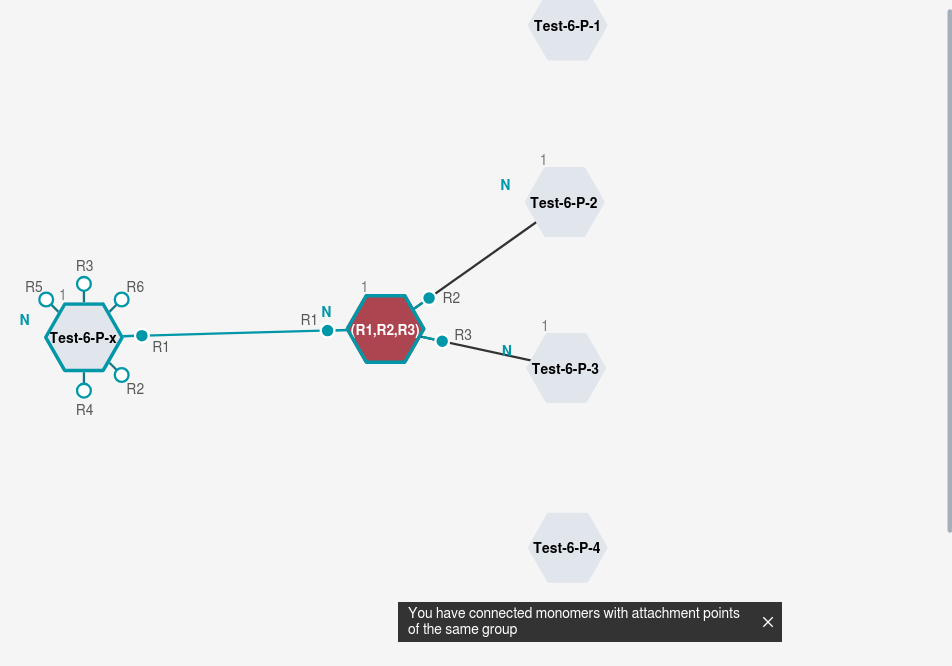 Test-6-P-1
1
N
Test-6-P-2
R3
R5
1
R6
N
Test-6-P-x
R1
R2
R4
1
N
R1
(R1,R2,R3)
R2
R3
1
N
Test-6-P-3
Test-6-P-4
You have connected monomers with attachment points
of the same group